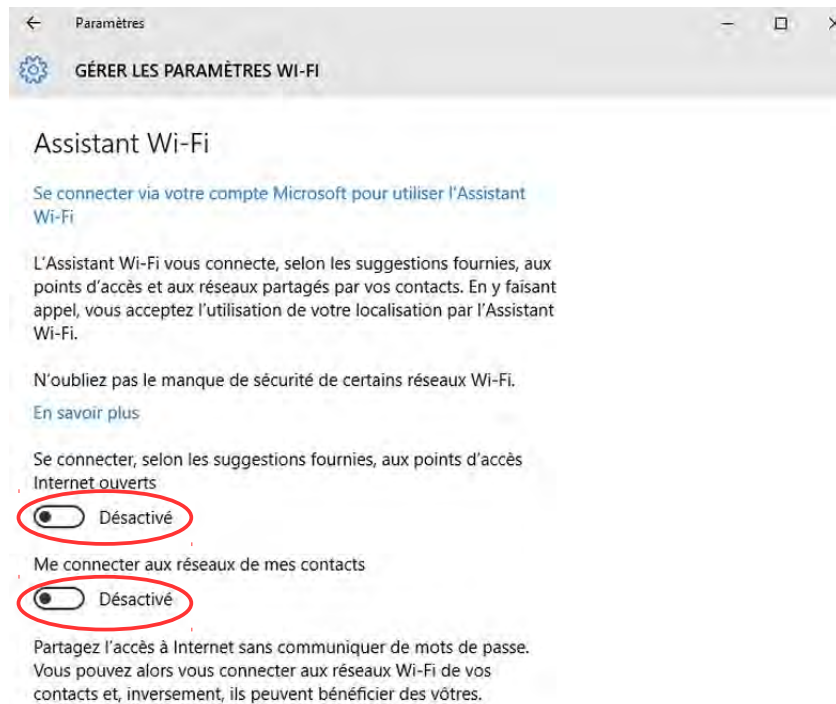 Paramètres
GÉRER LES PARAMÈTRES WI-FI
Assistant Wi-Fi
Se connecter via votre compte Microsoft pour utiliser l'Assistant
Wi-Fi
L'Assistant Wi-Fi vous connecte, selon les suggestions fournies, aux
points d'accès et aux réseaux partagés par vos contacts. En y faisant
appel, vous acceptez l'utilisation de votre localisation par l'Assistant
Wi-Fi.
N'oubliez pas le manque de sécurité de certains réseaux Wi-Fi.
En savoir plus
Se connecter, selon les suggestions fournies, aux points d'accès
Internet ouverts
Désactivé
Me connecter aux réseaux de mes contacts
Désactivé
Partagez l'accès à Internet sans communiquer de mots de passe.
Vous pouvez alors vous connecter aux réseaux Wi-Fi de vos
contacts et, inversement, ils peuvent bénéficier des vôtres.